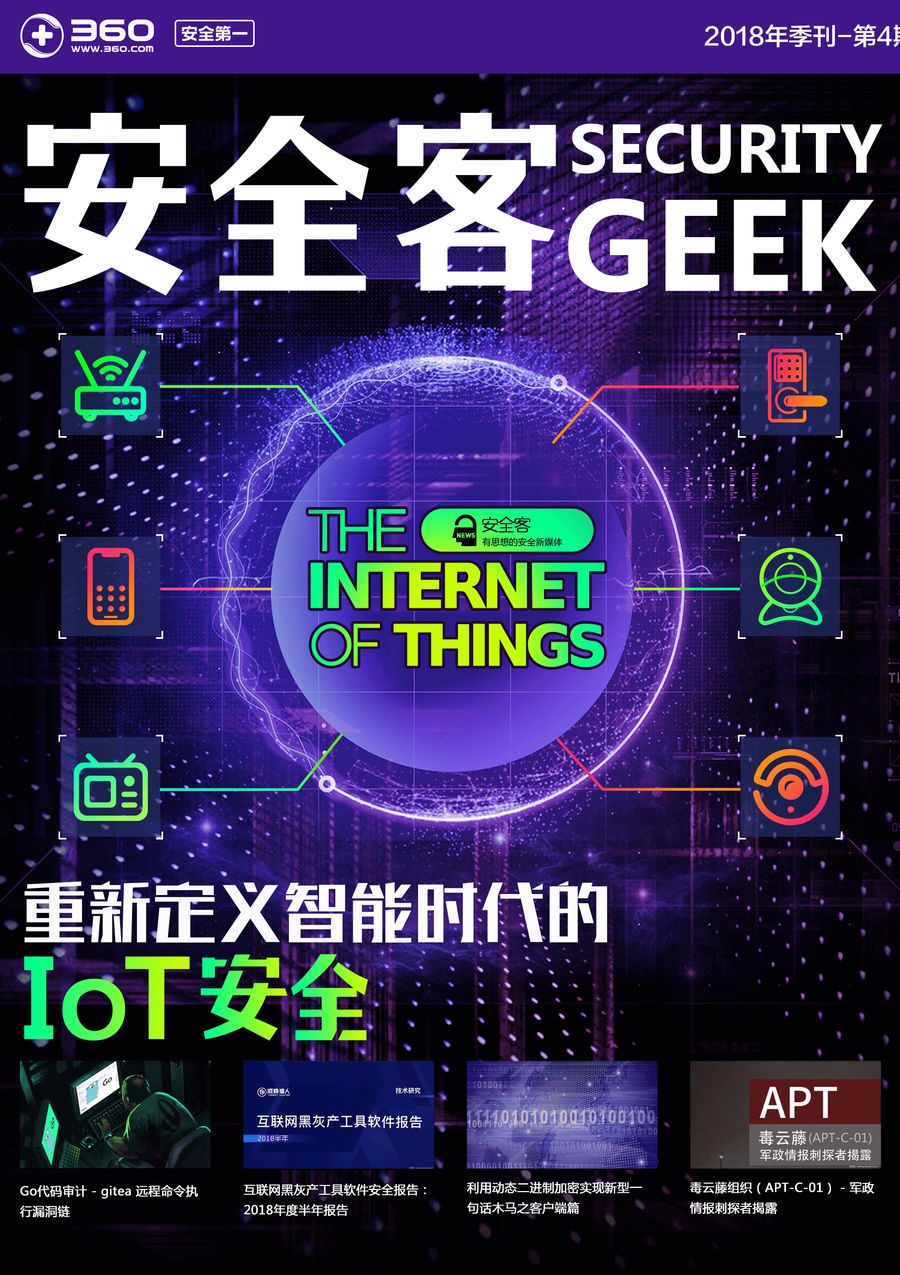 360
www.360.com
安全第一
2018年季刊-第4期
安全客
SECURITY
GEEK
THE
安全客
NEWS
有思想的安全新媒体
INTERNET
OF THINGS
重新定义智能时代的
IoT安全
Go
技术研究
互联网黑灰产工具软件报告
2018半年
1111010101001010100100
APT
毒云藤(APT-C-01)
军政情报刺探者揭露
Go代码审计 - gitea 远程命令执
行漏洞链
互联网黑灰产工具软件安全报告：
2018年度半年报告
利用动态二进制加密实现新型一
句话木马之客户端篇
毒云藤组织（APT-C-01） - 军政
情报刺探者揭露